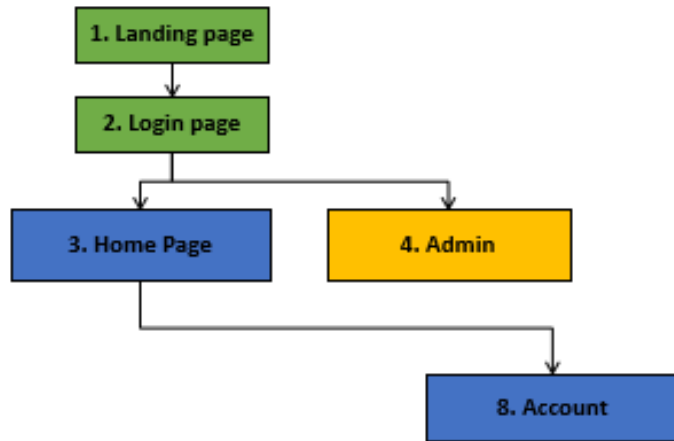 1. Landing page
2. Login page
3. Home Page
4. Admin
8. Account